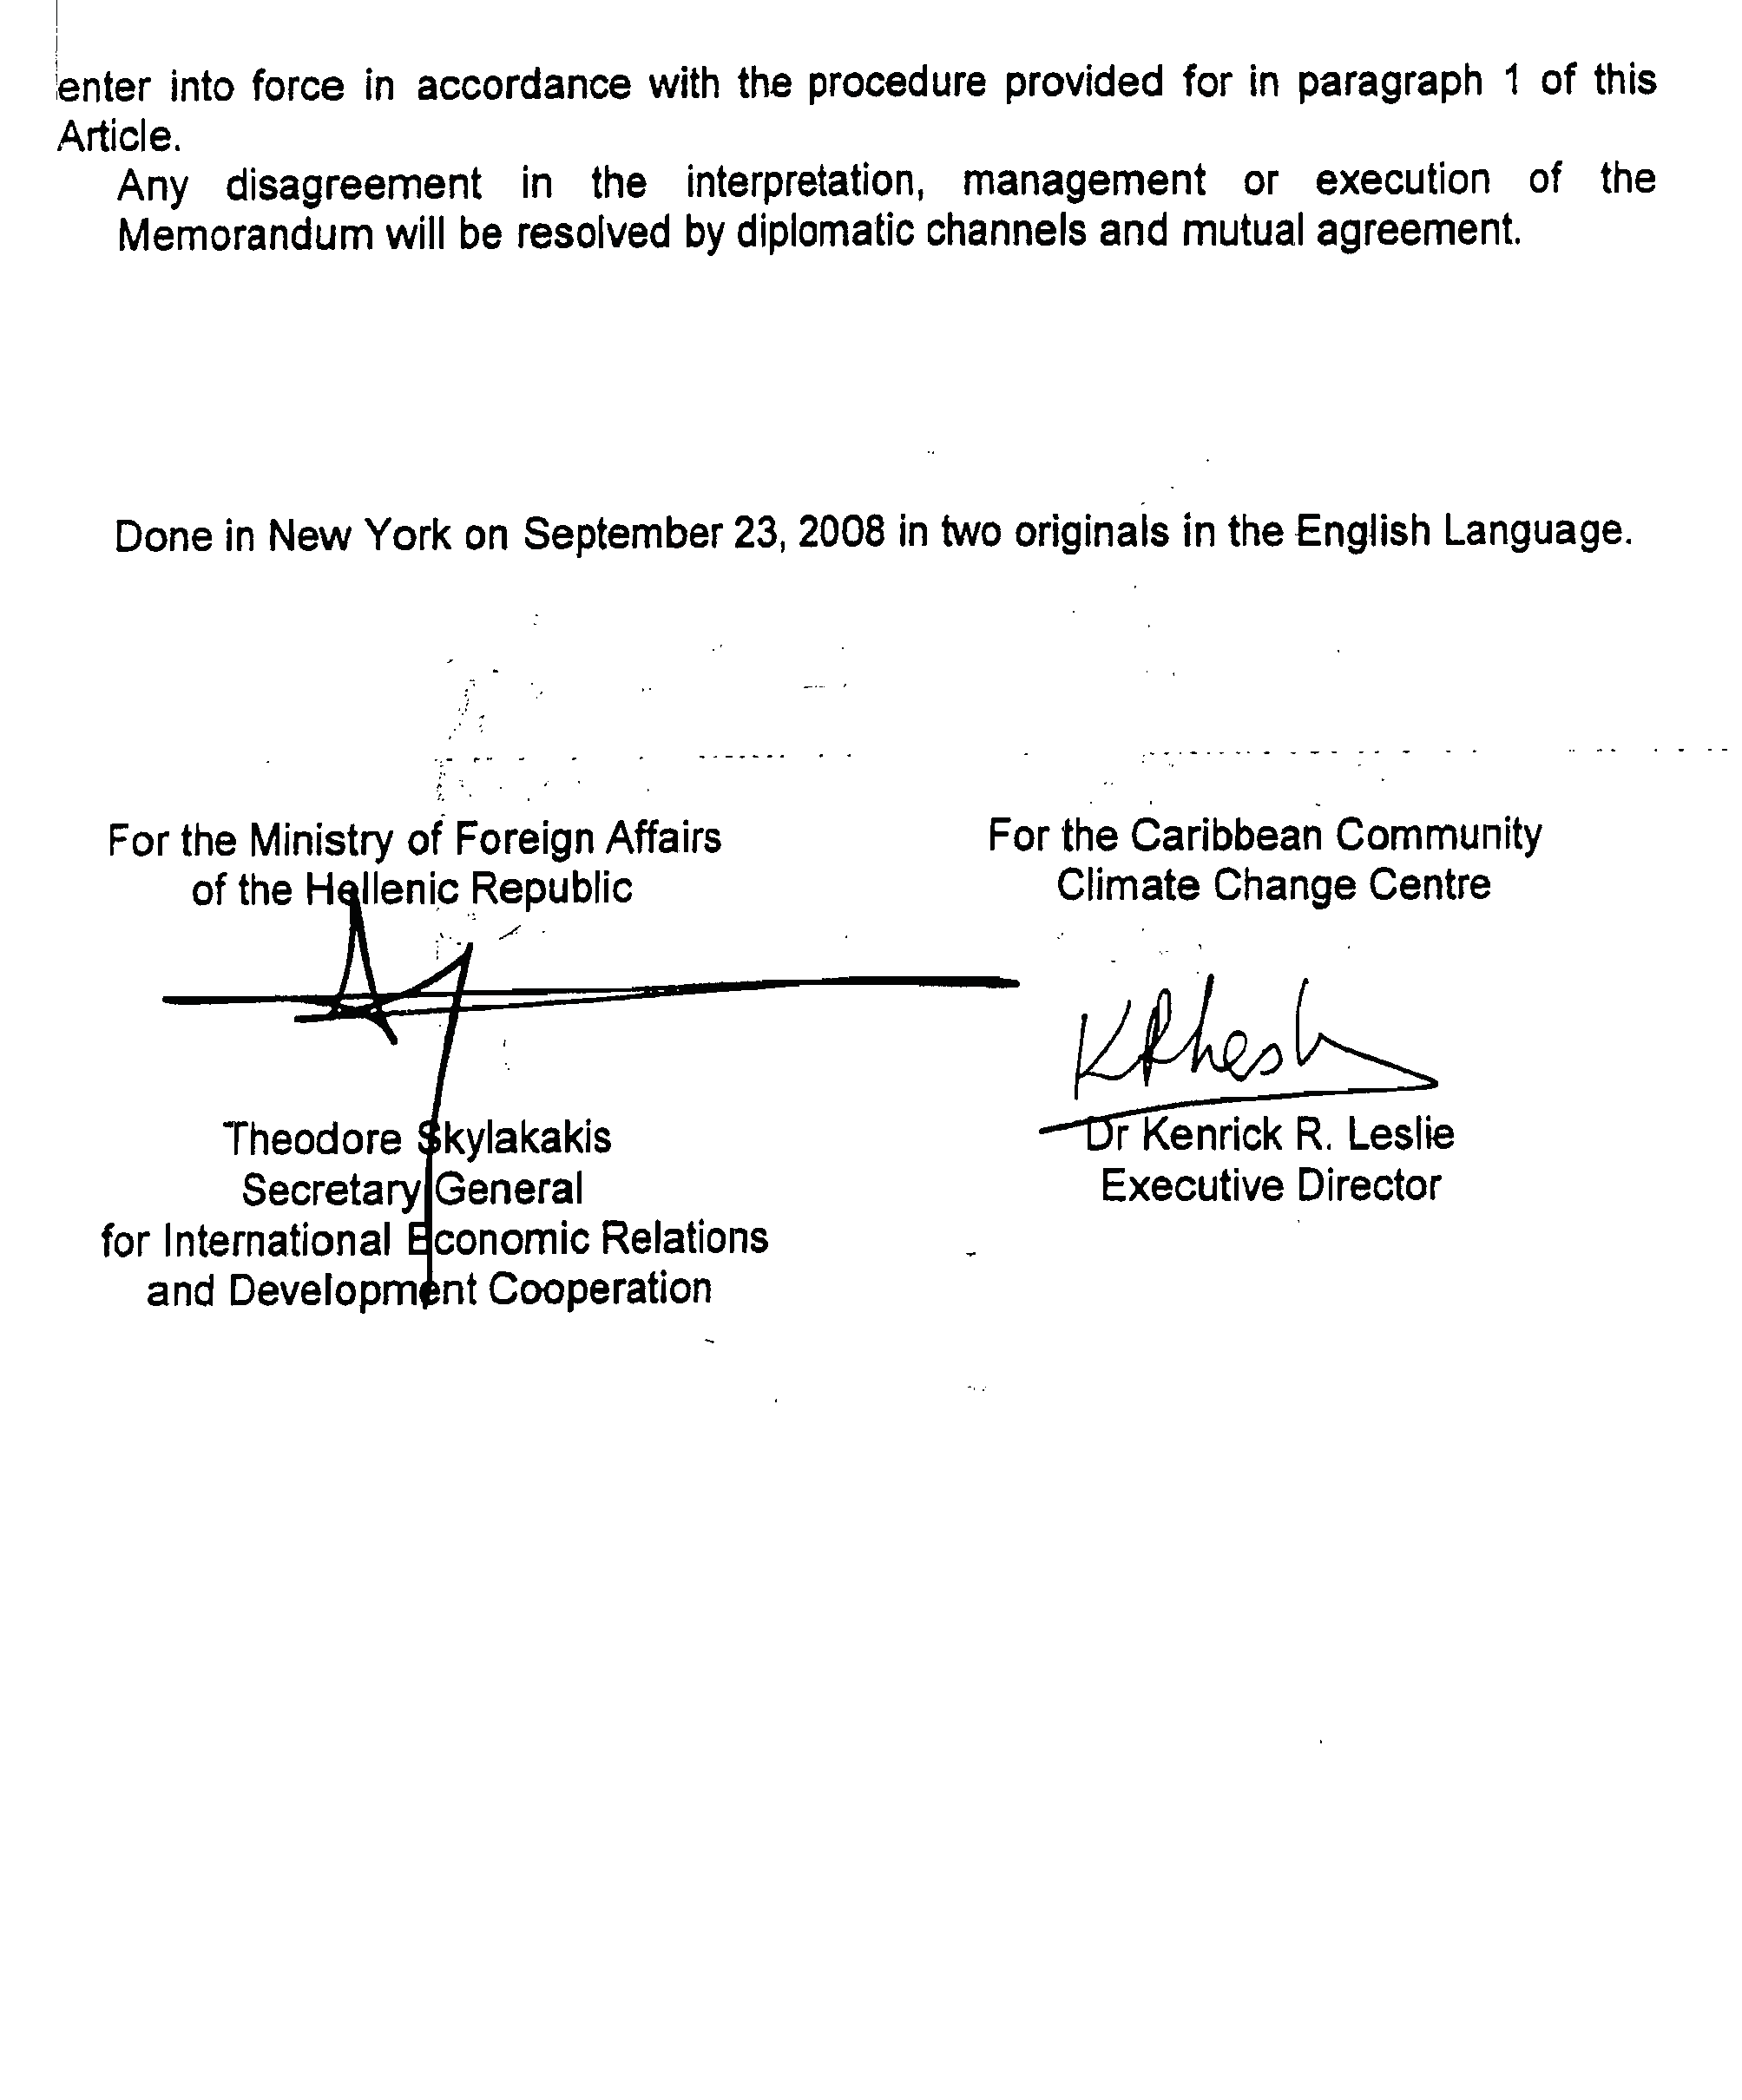 enter into force in accordance with the procedure provided for in paragraph 1 of this
Article.
Any disagreement in the interpretation, management or execution of the
Memorandum will be resolved by diplomatic channels and mutual agreement.
Done in New York on September 23, 2008 in two originals in the English Language.
For the Ministry of Foreign Affairs
of the Hellenic Republic
For the Caribbean Community
Climate Change Centre
Theodore Skylakakis
Secretary General
for International Economic Relations
and Development Cooperation
Dr Kenrick R. Leslie
Executive Director